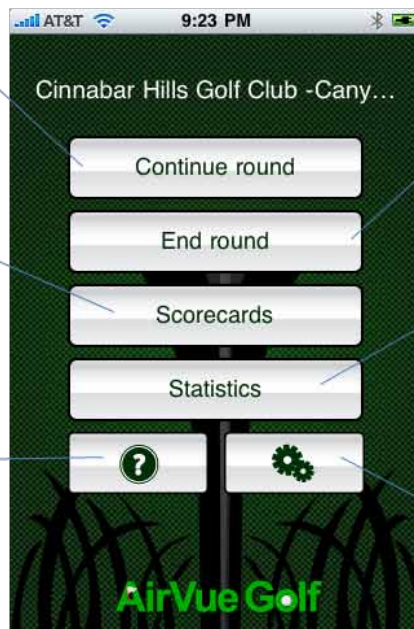 AT&T 9:23 PM
Cinnabar Hills Golf Club -Cany...
Continue round
End round
Scorecards
Statistics
?
AirVue Golf